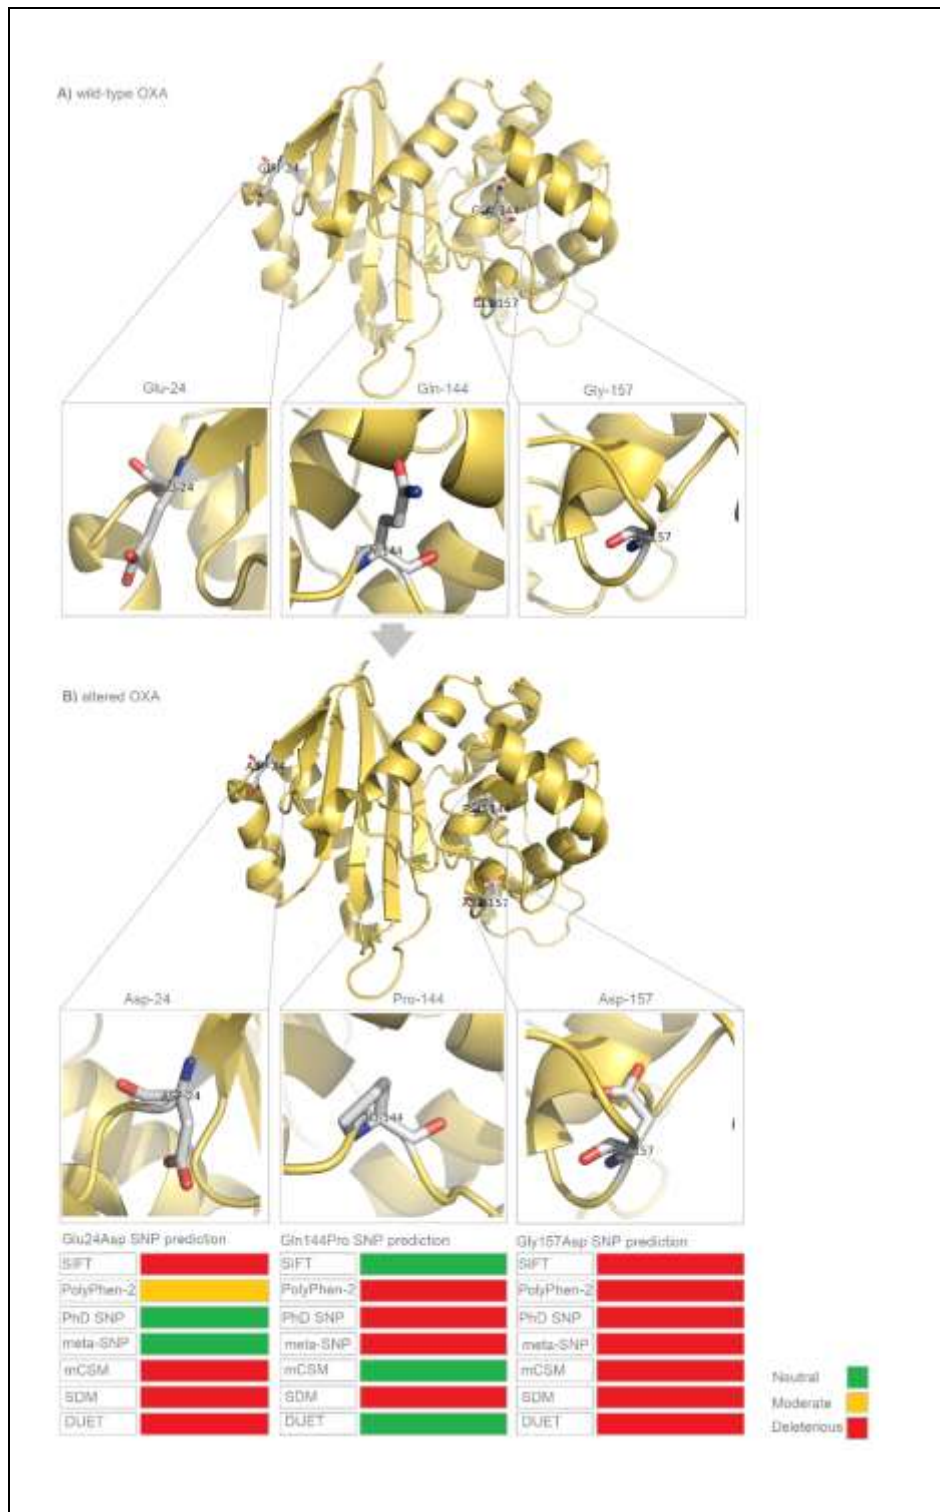 A) wild-type OXA
Glu-24 Gln-144 Gly-157
B) altered OXA
Asp-24 Pro-144 Asp-157
Glu24Asp SNP prediction Gln144Pro SNP prediction Gly157Asp SNP prediction
SIFT SIFT SIFT
PolyPhen-2 PolyPhen-2 PolyPhen-2
PhD SNP PhD SNP PhD SNP
meta-SNP meta-SNP meta-SNP
mCSM mCSM mCSM
SDM SDM SDM
DUET DUET DUET
Neutral
Moderate
Deleterious